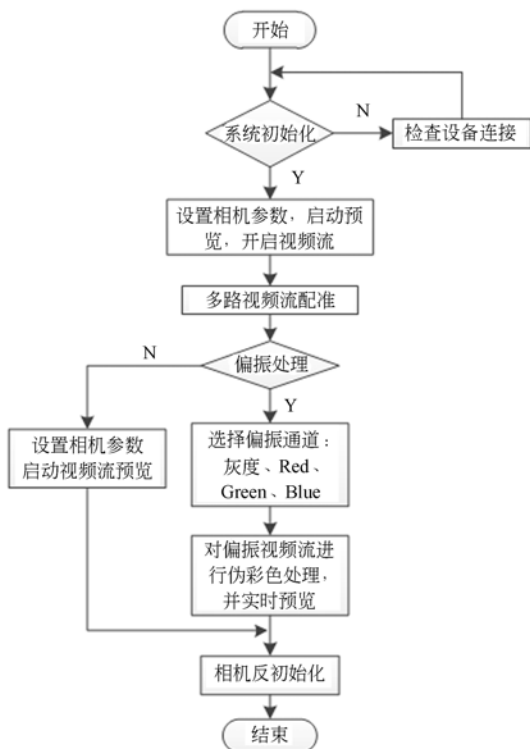 开始
系统初始化
N
检查设备连接
Y
设置相机参数，启动预
览，开启视频流
多路视频流配准
N
偏振处理
Y
设置相机参数
启动视频流预览
选择偏振通道：
灰度、Red、
Green、Blue
对偏振视频流进
行伪彩色处理，
并实时预览
相机反初始化
结束